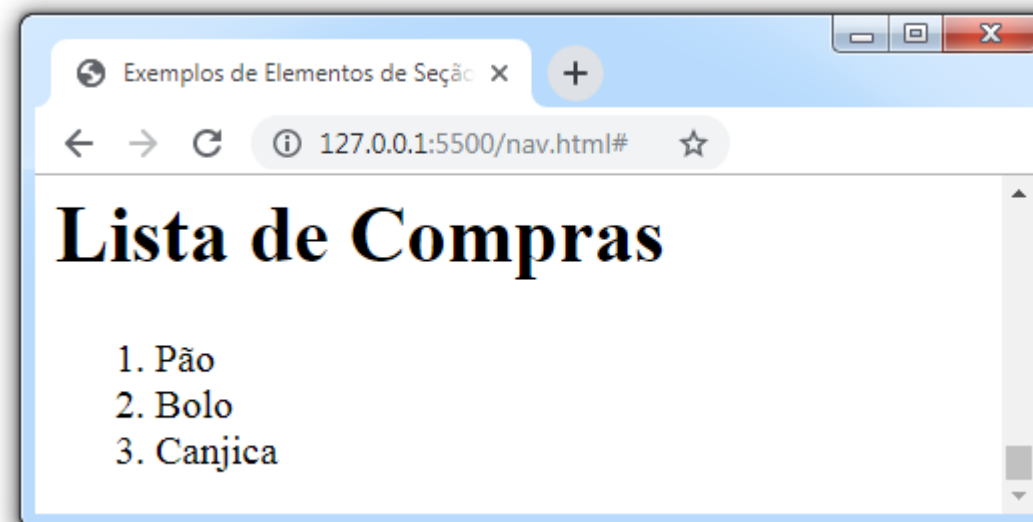 Exemplos de Elementos de Seção
127.0.0.1:5500/nav.html#
Lista de Compras
1. Pão
2. Bolo
3. Canjica